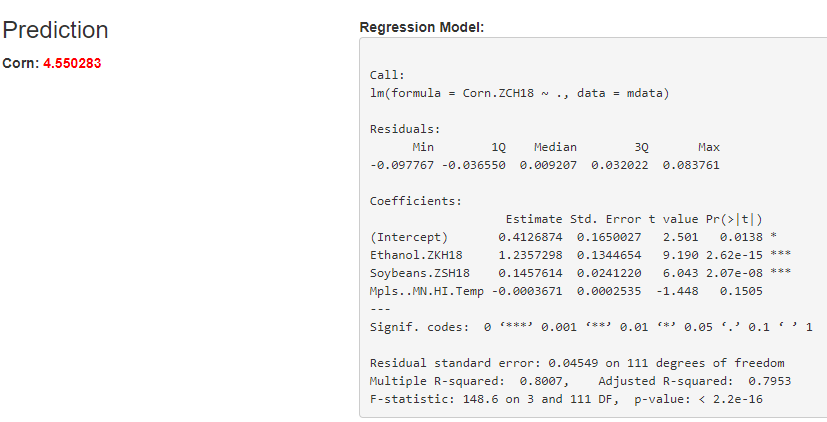 Prediction
Corn: 4.550283
Regression Model:
Call:
lm(formula = Corn.ZCH18 ~ ., data = mdata)
Residuals:
      Min        1Q    Median        3Q       Max
-0.097767 -0.036550  0.009207  0.032022  0.083761
Coefficients:
                   Estimate Std. Error t value Pr(>|t|)
(Intercept)       0.4126874  0.1650027   2.501   0.0138 *
Ethanol.ZKH18     1.2357298  0.1344654   9.190 2.62e-15 ***
Soybeans.ZSH18    0.1457614  0.0241220   6.043 2.07e-08 ***
Mpls..MN.HI.Temp -0.0003671  0.0002535  -1.448   0.1505
---
Signif. codes:  0 ‘***’ 0.001 ‘**’ 0.01 ‘*’ 0.05 ‘.’ 0.1 ‘ ’ 1
Residual standard error: 0.04549 on 111 degrees of freedom
Multiple R-squared:  0.8007,    Adjusted R-squared:  0.7953
F-statistic: 148.6 on 3 and 111 DF,  p-value: < 2.2e-16